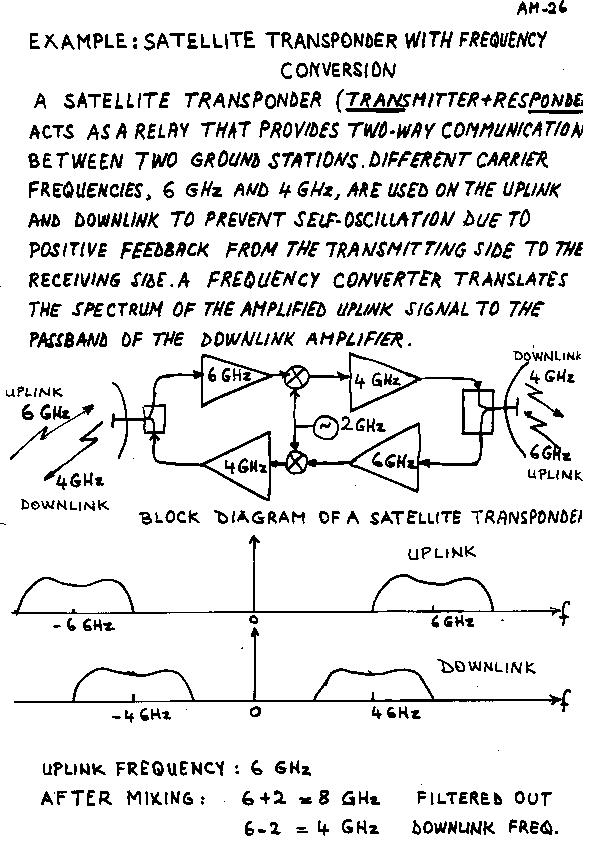 AM-26
EXAMPLE: SATELLITE TRANSPONDER WITH FREQUENCY
CONVERSION
A SATELLITE TRANSPONDER (TRANSMITTER+RESPONDE
ACTS AS A RELAY THAT PROVIDES TWO-WAY COMMUNICATION
BETWEEN TWO GROUND STATIONS. DIFFERENT CARRIER
FREQUENCIES, 6 GHz AND 4 GHz, ARE USED ON THE UPLINK
AND DOWNLINK TO PREVENT SELF-OSCILLATION DUE TO
POSITIVE FEEDBACK FROM THE TRANSMITTING SIDE TO THE
RECEIVING SIDE. A FREQUENCY CONVERTER TRANSLATES
THE SPECTRUM OF THE AMPLIFIED UPLINK SIGNAL TO THE
PASSBAND OF THE DOWNLINK AMPLIFIER.
UPLINK
6 GHz
4 GHz
DOWNLINK
6 GHz
4 GHz
~ 2 GHz
4 GHz
6 GHz
DOWNLINK
4 GHz
6 GHz
UPLINK
BLOCK DIAGRAM OF A SATELLITE TRANSPONDE
UPLINK
-6 GHz 0 6 GHz f
DOWNLINK
-4 GHz 0 4 GHz f
UPLINK FREQUENCY : 6 GHz
AFTER MIXING : 6+2 = 8 GHz FILTERED OUT
6-2 = 4 GHz DOWNLINK FREQ.